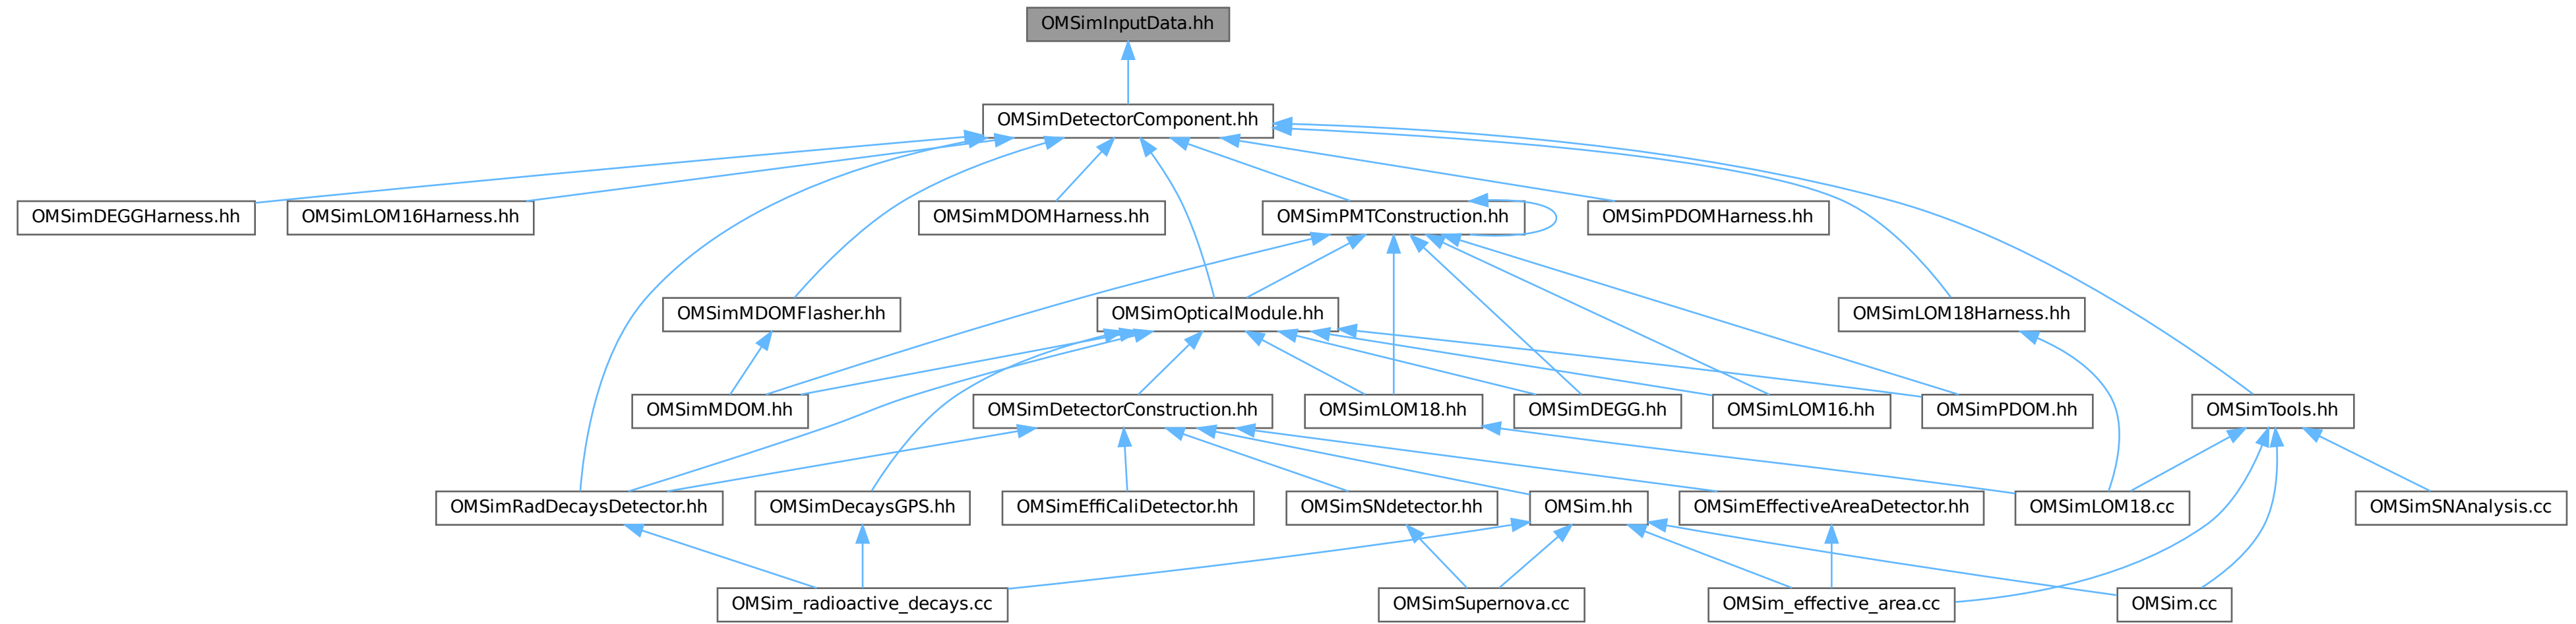 OMSimInputData.hh
OMSimDetectorComponent.hh
OMSimDEGGHarness.hh
OMSimLOM16Harness.hh
OMSimMDOMHarness.hh
OMSimPMTConstruction.hh
OMSimPDOMHarness.hh
OMSimMDOMFlasher.hh
OMSimOpticalModule.hh
OMSimLOM18Harness.hh
OMSimMDOM.hh
OMSimDetectorConstruction.hh
OMSimLOM18.hh
OMSimDEGG.hh
OMSimLOM16.hh
OMSimPDOM.hh
OMSimTools.hh
OMSimRadDecaysDetector.hh
OMSimDecaysGPS.hh
OMSimEffiCaliDetector.hh
OMSimSNdetector.hh
OMSim.hh
OMSimEffectiveAreaDetector.hh
OMSimLOM18.cc
OMSimSNAnalysis.cc
OMSim_radioactive_decays.cc
OMSimSupernova.cc
OMSim_effective_area.cc
OMSim.cc